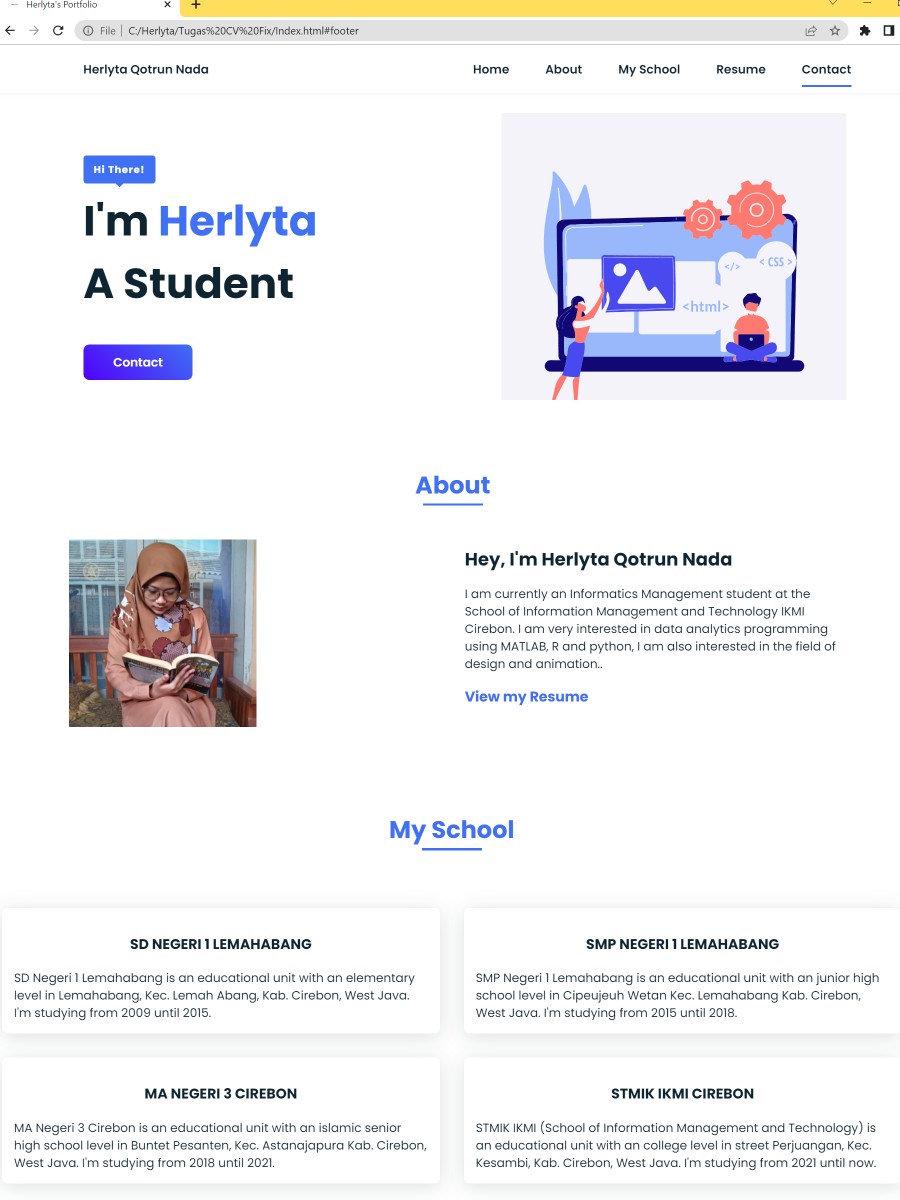 Herlyta's Portfolio
File
C:/Herlyta/Tugas%20CV%20Fix/Index.html#footer
Herlyta Qotrun Nada
Home
About
My School
Resume
Contact
Hi There!
I'm Herlyta
A Student
Contact
</>
< CSS >
<html>
About
Hey, I'm Herlyta Qotrun Nada
I am currently an Informatics Management student at the
School of Information Management and Technology IKMI
Cirebon. I am very interested in data analytics programming
using MATLAB, R and python, I am also interested in the field of
design and animation..
View my Resume
My School
SD NEGERI 1 LEMAHABANG
SD Negeri 1 Lemahabang is an educational unit with an elementary
level in Lemahabang, Kec. Lemah Abang, Kab. Cirebon, West Java.
I'm studying from 2009 until 2015.
SMP NEGERI 1 LEMAHABANG
SMP Negeri 1 Lemahabang is an educational unit with an junior high
school level in Cipeujeuh Wetan Kec. Lemahabang Kab. Cirebon,
West Java. I'm studying from 2015 until 2018.
MA NEGERI 3 CIREBON
MA Negeri 3 Cirebon is an educational unit with an islamic senior
high school level in Buntet Pesanten, Kec. Astanajapura Kab. Cirebon,
West Java. I'm studying from 2018 until 2021.
STMIK IKMI CIREBON
STMIK IKMI (School of Information Management and Technology) is
an educational unit with an college level in street Perjuangan, Kec.
Kesambi, Kab. Cirebon, West Java. I'm studying from 2021 until now.